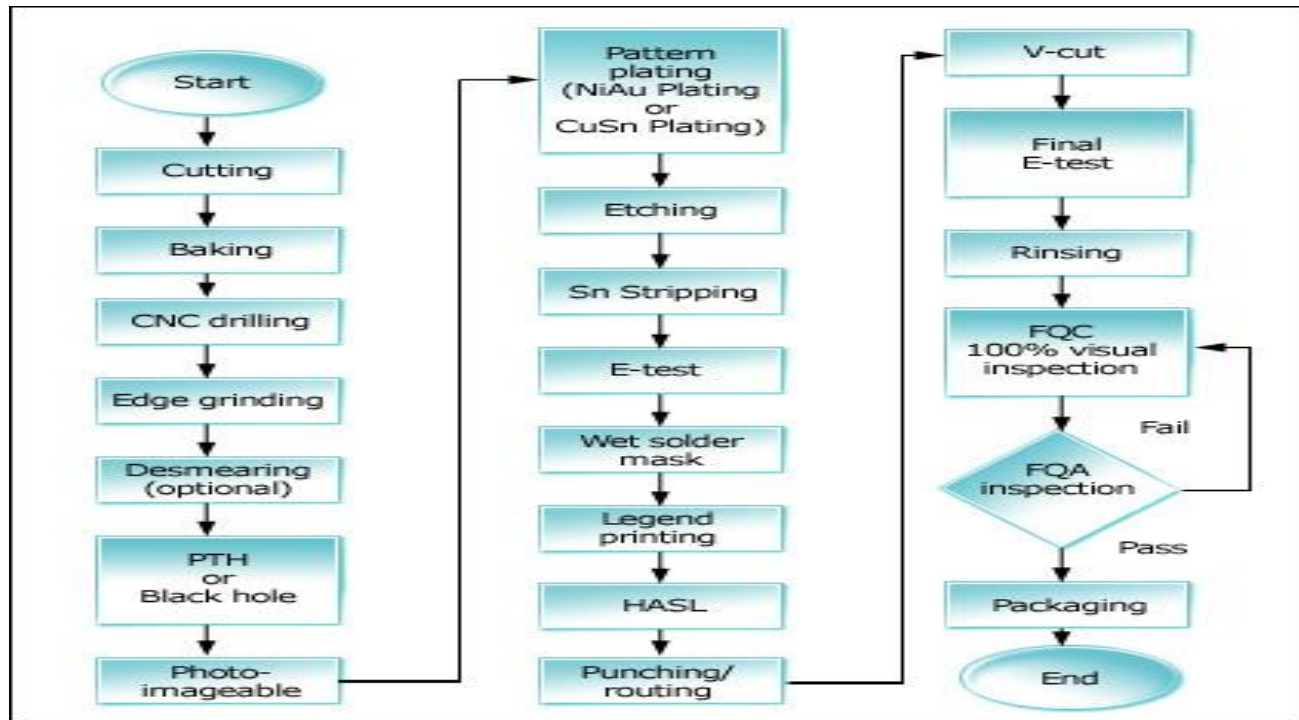 Start
Cutting
Baking
CNC drilling
Edge grinding
Desmearing
(optional)
PTH
or
Black hole
Photo-
imageable
Pattern
plating
(NiAu Plating
or
CuSn Plating)
Etching
Sn Stripping
E-test
Wet solder
mask
Legend
printing
HASL
Punching/
routing
V-cut
Final
E-test
Rinsing
FQC
100% visual
inspection
Fail
FQA
inspection
Pass
Packaging
End